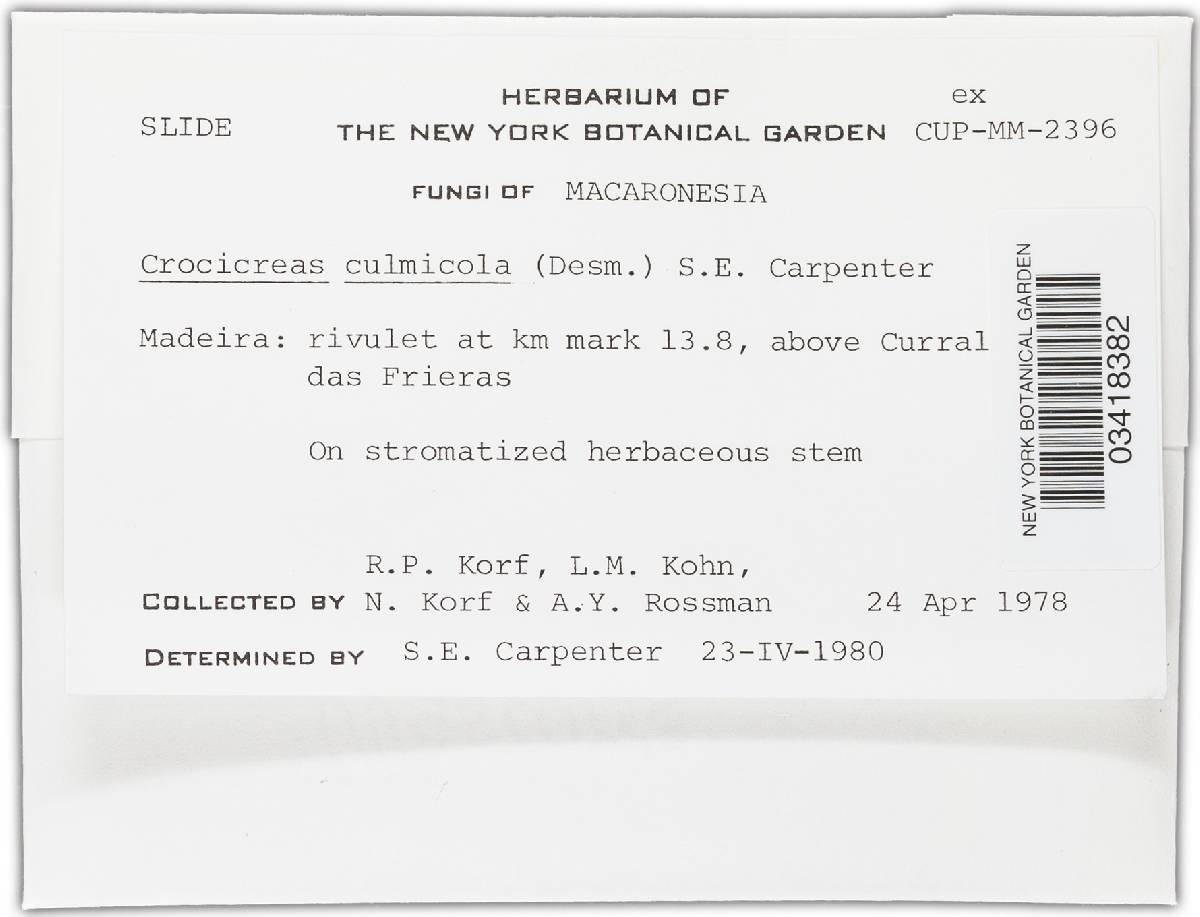 SLIDE
HERBARIUM OF
THE NEW YORK BOTANICAL GARDEN
ex
CUP-MM-2396
FUNGI OF MACARONESIA
Crocicreas culmicola (Desm.) S.E. Carpenter
Madeira: rivulet at km mark 13.8, above Curral
das Frieras
On stromatized herbaceous stem
R.P. Korf, L.M. Kohn,
COLLECTED BY N. Korf & A.Y. Rossman 24 Apr 1978
DETERMINED BY S.E. Carpenter 23-IV-1980
NEW YORK BOTANICAL GARDEN
03418382